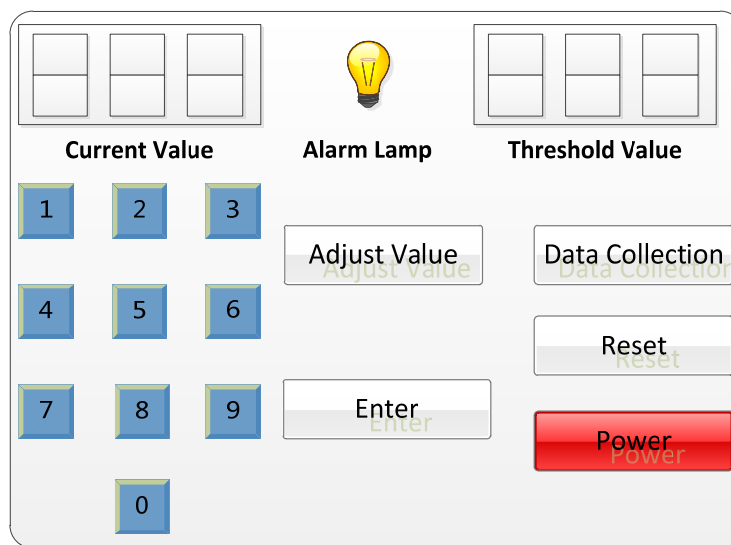 Current Value Alarm Lamp Threshold Value
1 2 3
Adjust Value Data Collection
4 5 6
Reset
7 8 9
Enter
Power
0